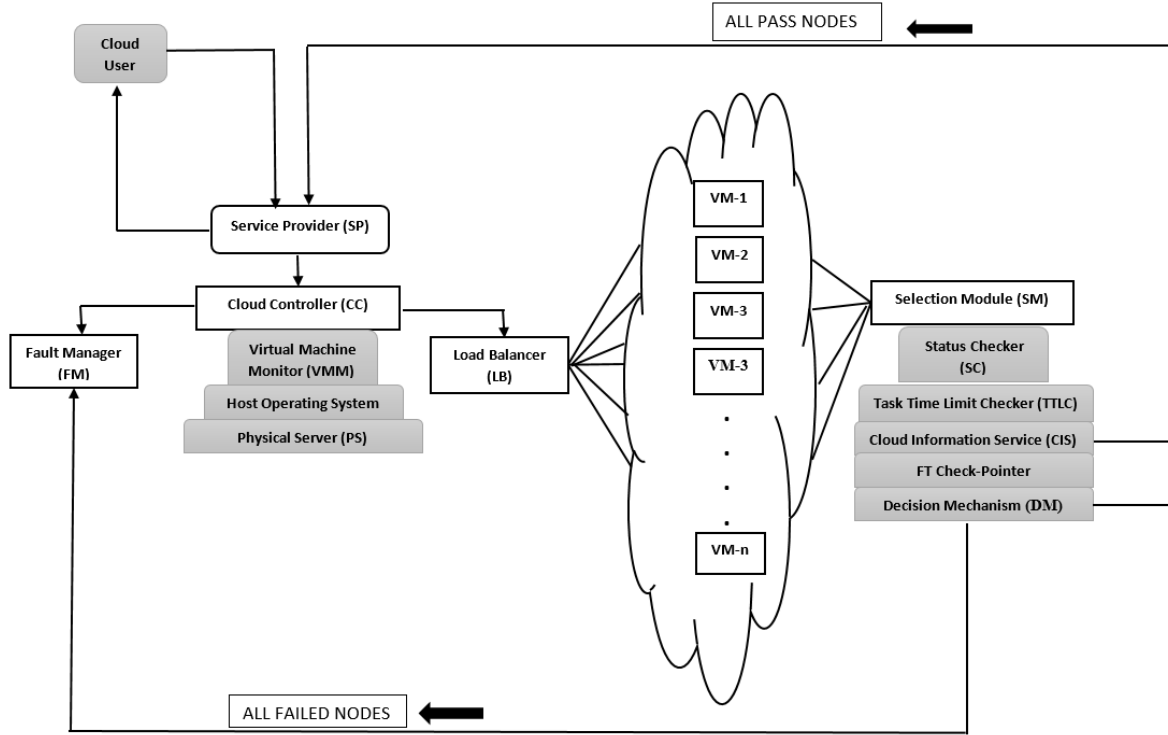 ALL PASS NODES
Cloud
User
Service Provider (SP)
Cloud Controller (CC)
Virtual Machine
Monitor (VMM)
Host Operating System
Physical Server (PS)
Fault Manager
(FM)
Load Balancer
(LB)
VM-1
VM-2
VM-3
VM-3
VM-n
Selection Module (SM)
Status Checker
(SC)
Task Time Limit Checker (TTLC)
Cloud Information Service (CIS)
FT Check-Pointer
Decision Mechanism (DM)
ALL FAILED NODES